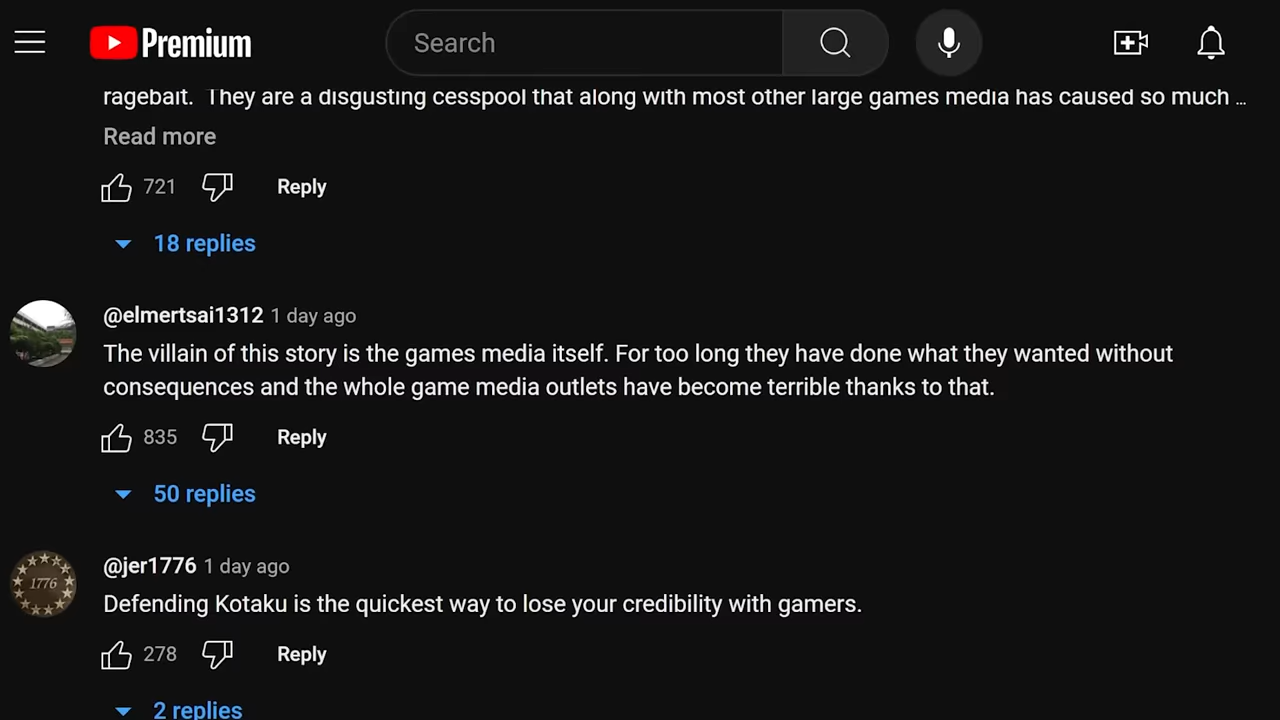 Premium
Search
ragebait. They are a disgusting cesspool that along with most other large games media has caused so much ...
Read more
721
Reply
18 replies
@elmertsai1312 1 day ago
The villain of this story is the games media itself. For too long they have done what they wanted without
consequences and the whole game media outlets have become terrible thanks to that.
835
Reply
50 replies
1776
@jer1776 1 day ago
Defending Kotaku is the quickest way to lose your credibility with gamers.
278
Reply
2 replies